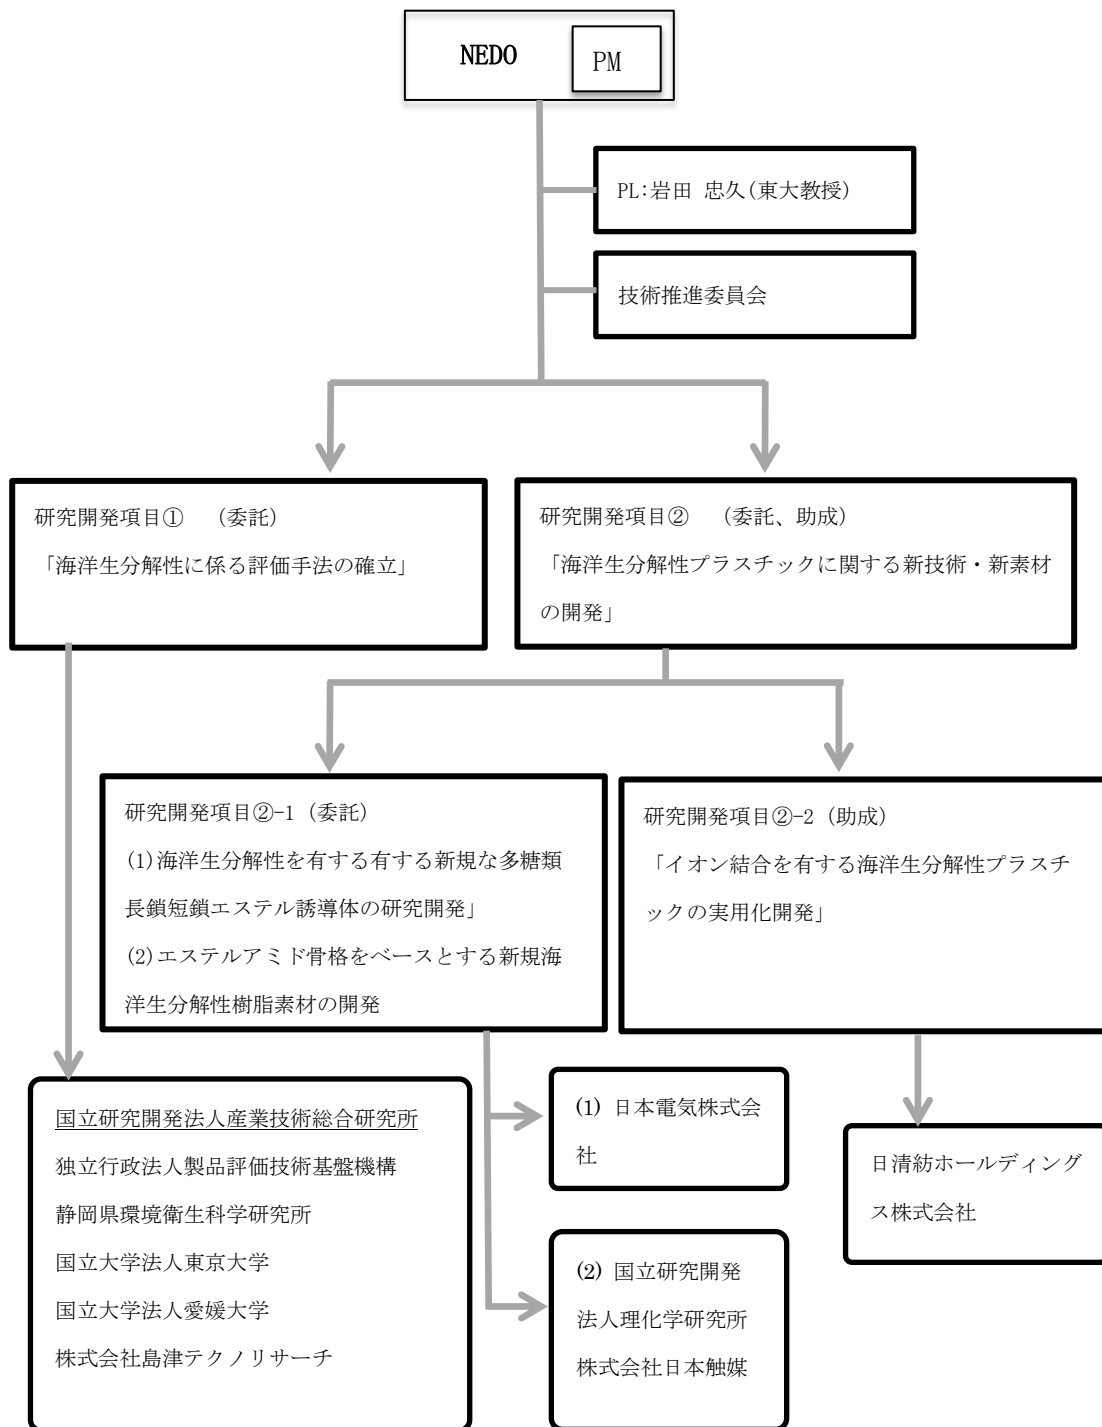 NEDO
PM
PL:岩田 忠久(東大教授)
技術推進委員会
研究開発項目① (委託)
「海洋生分解性に係る評価手法の確立」
研究開発項目② (委託、助成)
「海洋生分解性プラスチックに関する新技術・新素材
の開発」
研究開発項目②-1 (委託)
(1)海洋生分解性を有する有する新規な多糖類
長鎖短鎖エステル誘導体の研究開発」
(2)エステルアミド骨格をベースとする新規海
洋生分解性樹脂素材の開発
研究開発項目②-2 (助成)
「イオン結合を有する海洋生分解性プラスチ
ックの実用化開発」
国立研究開発法人産業技術総合研究所
独立行政法人製品評価技術基盤機構
静岡県環境衛生科学研究所
国立大学法人東京大学
国立大学法人愛媛大学
株式会社島津テクノリサーチ
(1) 日本電気株式会
社
(2) 国立研究開発
法人理化学研究所
株式会社日本触媒
日清紡ホールディング
ス株式会社